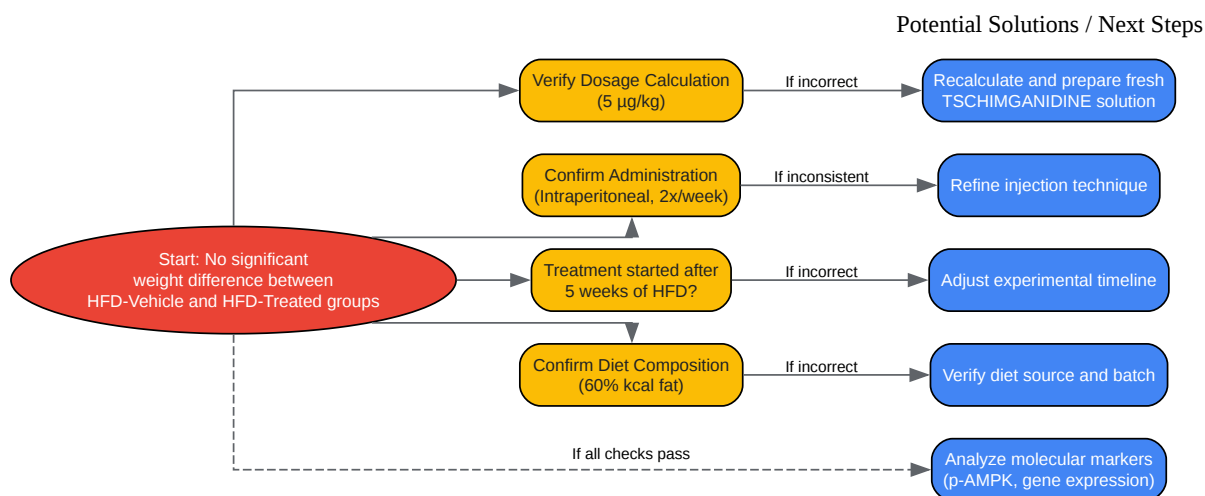 Potential Solutions / Next Steps
Verify Dosage Calculation
(5 µg/kg)
If incorrect
Recalculate and prepare fresh
TSCHIMGANIDINE solution
Confirm Administration
(Intraperitoneal, 2x/week)
If inconsistent
Refine injection technique
Start: No significant
weight difference between
HFD-Vehicle and HFD-Treated groups
Treatment started after
5 weeks of HFD?
If incorrect
Adjust experimental timeline
Confirm Diet Composition
(60% kcal fat)
If incorrect
Verify diet source and batch
If all checks pass
Analyze molecular markers
(p-AMPK, gene expression)